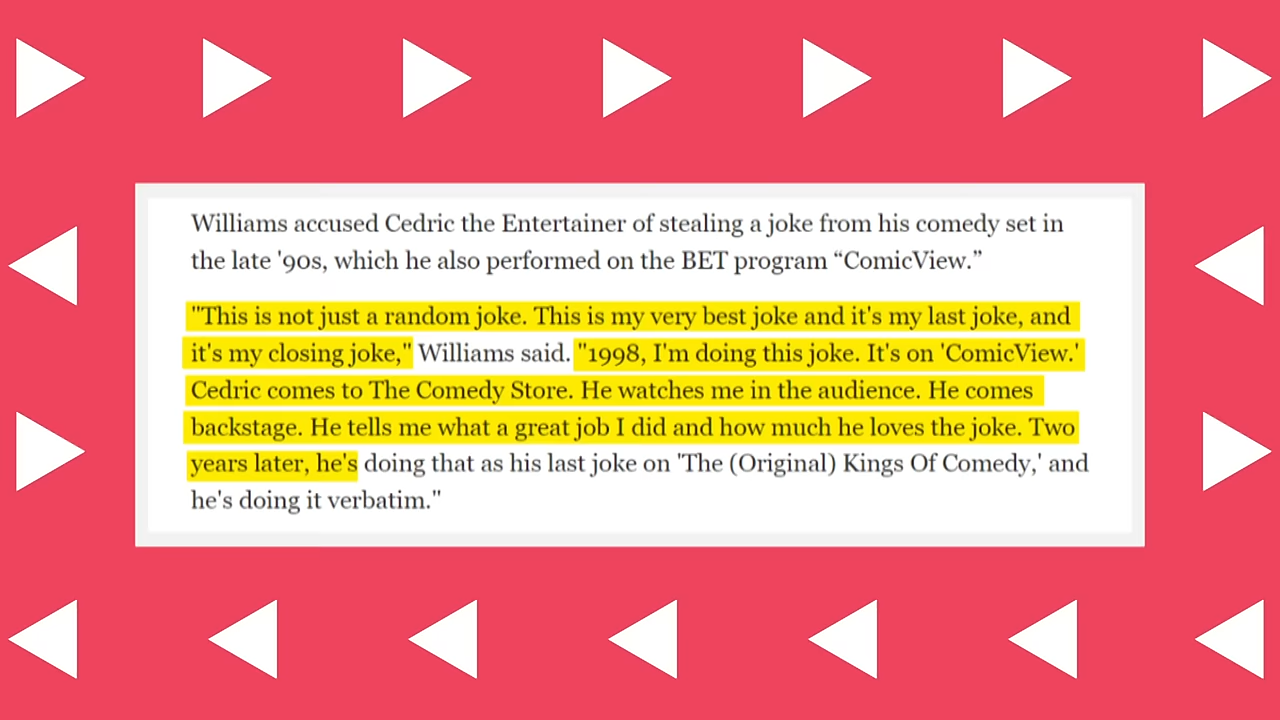 Williams accused Cedric the Entertainer of stealing a joke from his comedy set in
the late '90s, which he also performed on the BET program “ComicView.”
"This is not just a random joke. This is my very best joke and it's my last joke, and
it's my closing joke," Williams said. "1998, I'm doing this joke. It's on 'ComicView.'
Cedric comes to The Comedy Store. He watches me in the audience. He comes
backstage. He tells me what a great job I did and how much he loves the joke. Two
years later, he's doing that as his last joke on 'The (Original) Kings Of Comedy,' and
he's doing it verbatim."